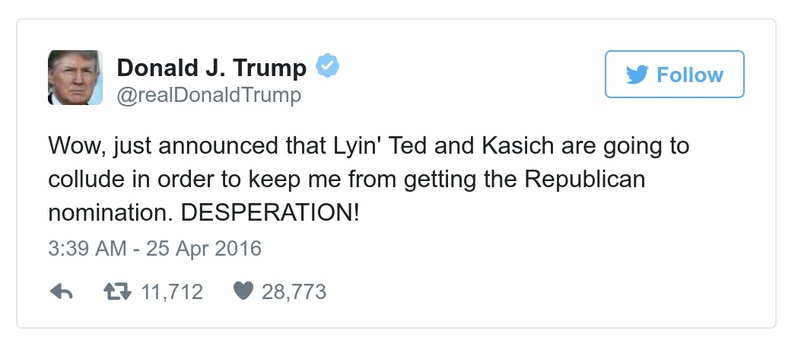 Donald J. Trump
@realDonaldTrump
Follow
Wow, just announced that Lyin' Ted and Kasich are going to
collude in order to keep me from getting the Republican
nomination. DESPERATION!
3:39 AM - 25 Apr 2016
11,712 28,773